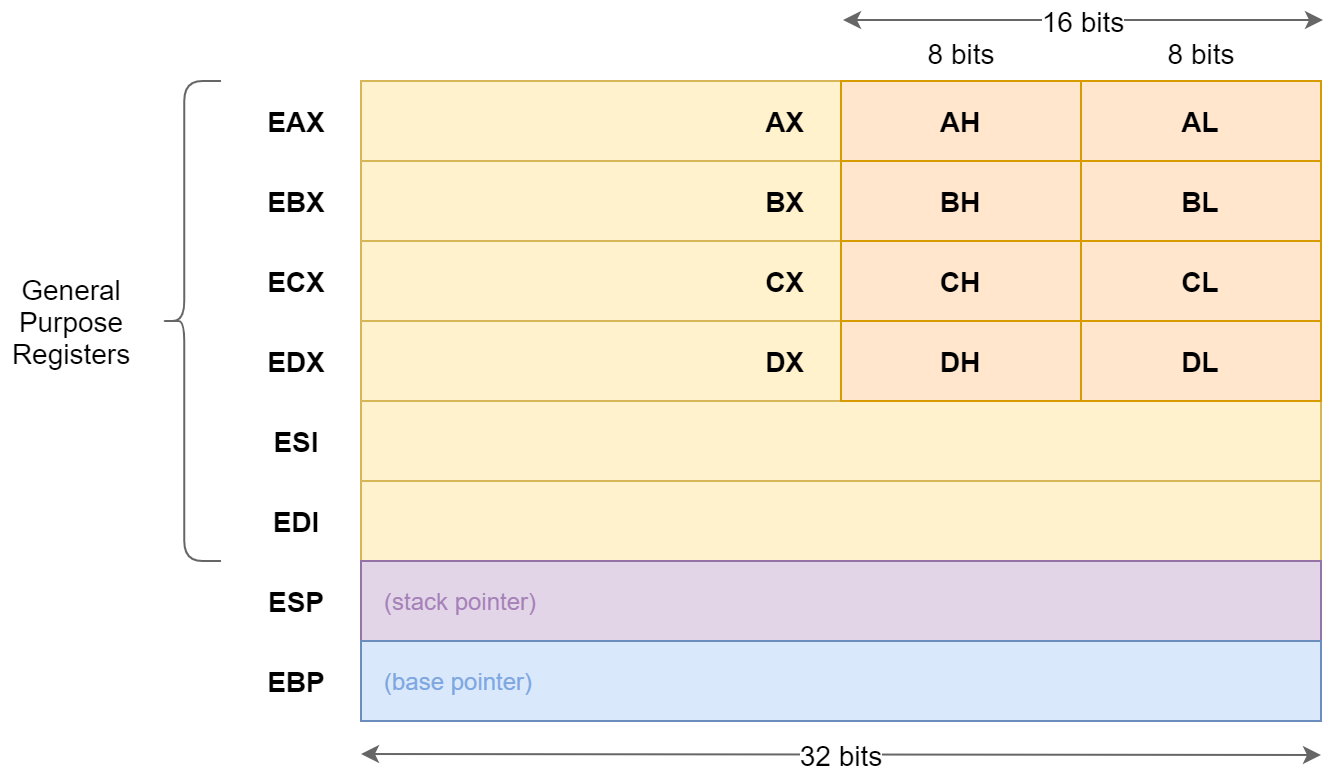 16 bits
8 bits 8 bits
EAX AX AH AL
EBX BX BH BL
ECX CX CH CL
General
Purpose
Registers
EDX DX DH DL
ESI
EDI
ESP (stack pointer)
EBP (base pointer)
32 bits